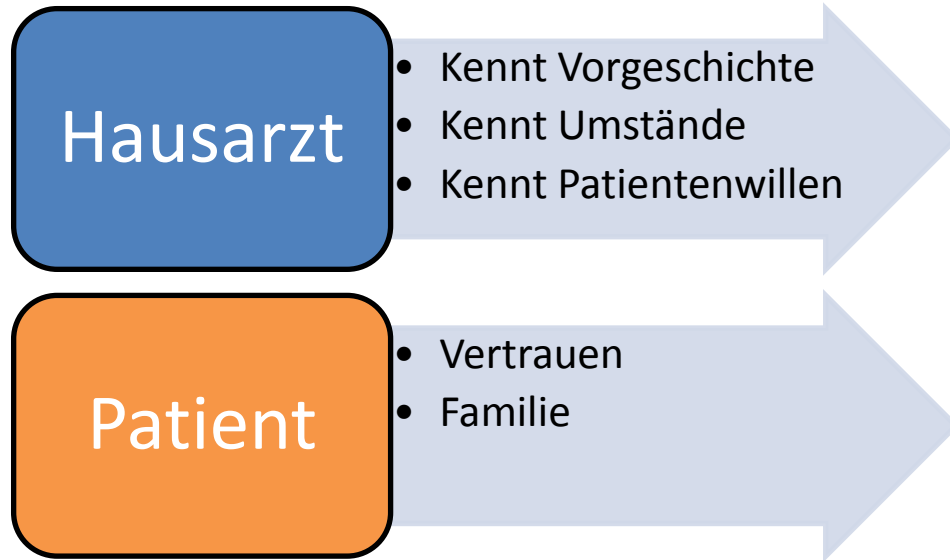 Hausarzt
• Kennt Vorgeschichte
• Kennt Umstände
• Kennt Patientenwillen
Patient
• Vertrauen
• Familie